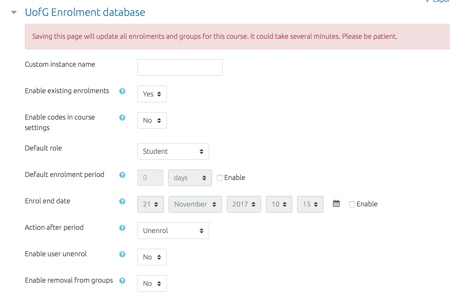 UofG Enrolment database
Saving this page will update all enrolments and groups for this course. It could take several minutes. Please be patient.
Custom instance name
Enable existing enrolments ? Yes
Enable codes in course settings ? No
Default role Student
Default enrolment period ? 0 days Enable
Enrol end date ? 21 November 2017 10 15 Enable
Action after period ? Unenrol
Enable user unenrol ? No
Enable removal from groups ? No